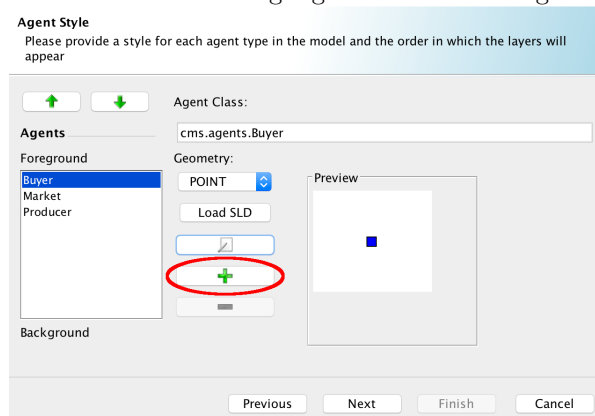 Agent Style
Please provide a style for each agent type in the model and the order in which the layers will
appear
Agent Class:
Agents
cms.agents.Buyer
Foreground
Geometry:
Buyer
Market
Producer
POINT
Preview
Load SLD
Background
Previous
Next
Finish
Cancel